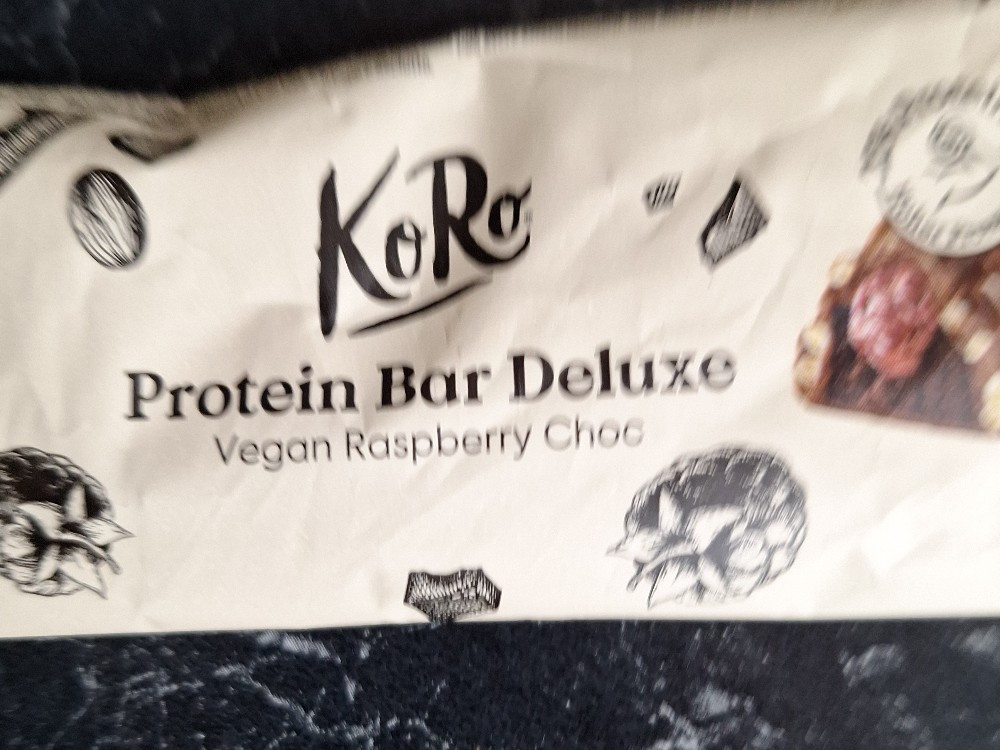 KoRo
Protein Bar Deluxe
Vegan Raspberry Choc